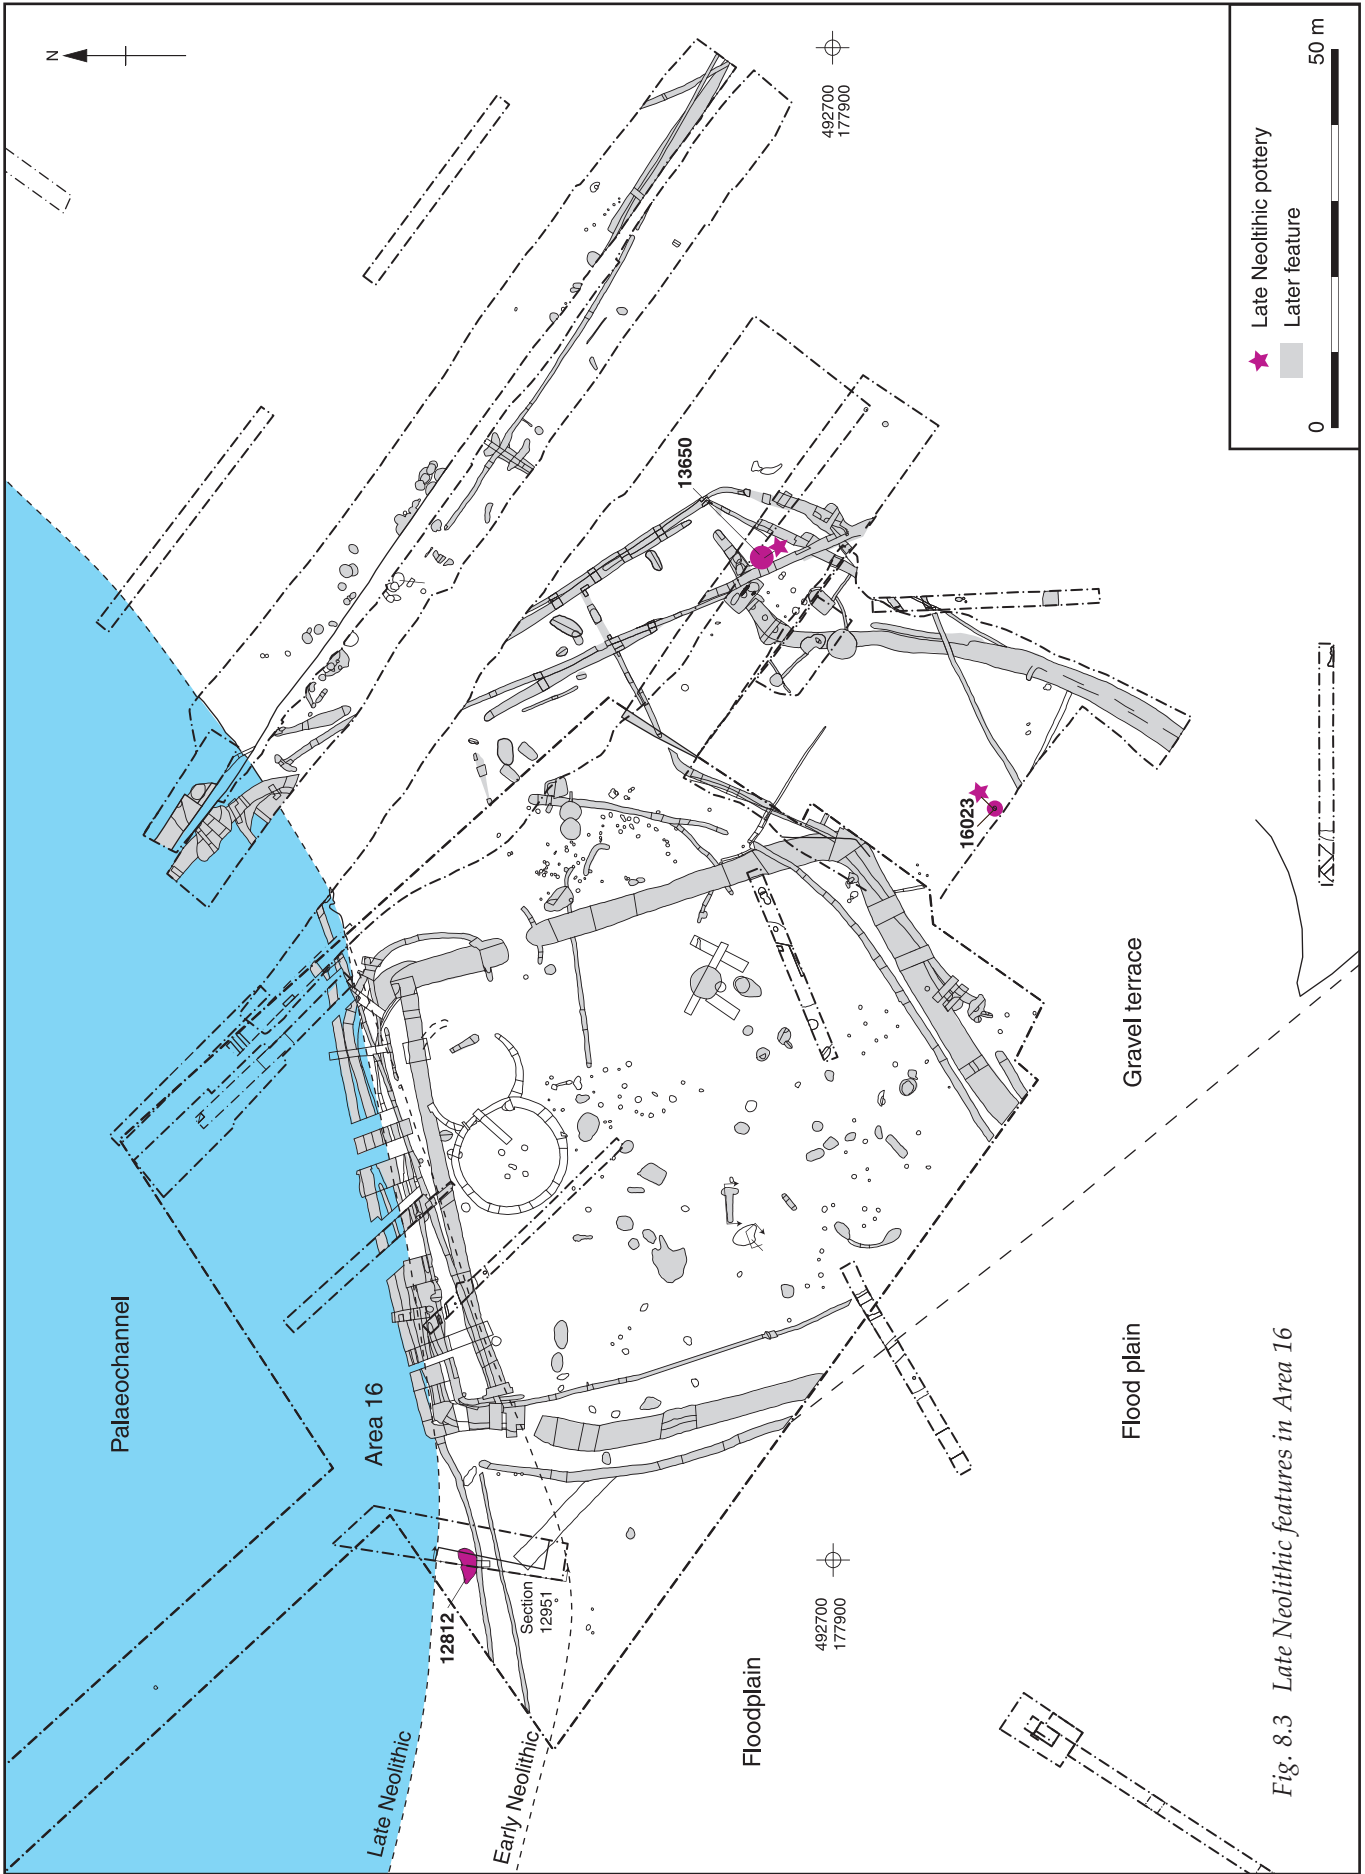 Palaeochannel
Area 16
12812
Section
12951
Late Neolithic
Early Neolithic
Floodplain
Flood plain
Gravel terrace
13650
16023
492700
177900
492700
177900
N
Late Neoltihic pottery
Later feature
0
50 m
Fig. 8.3 Late Neolithic features in Area 16